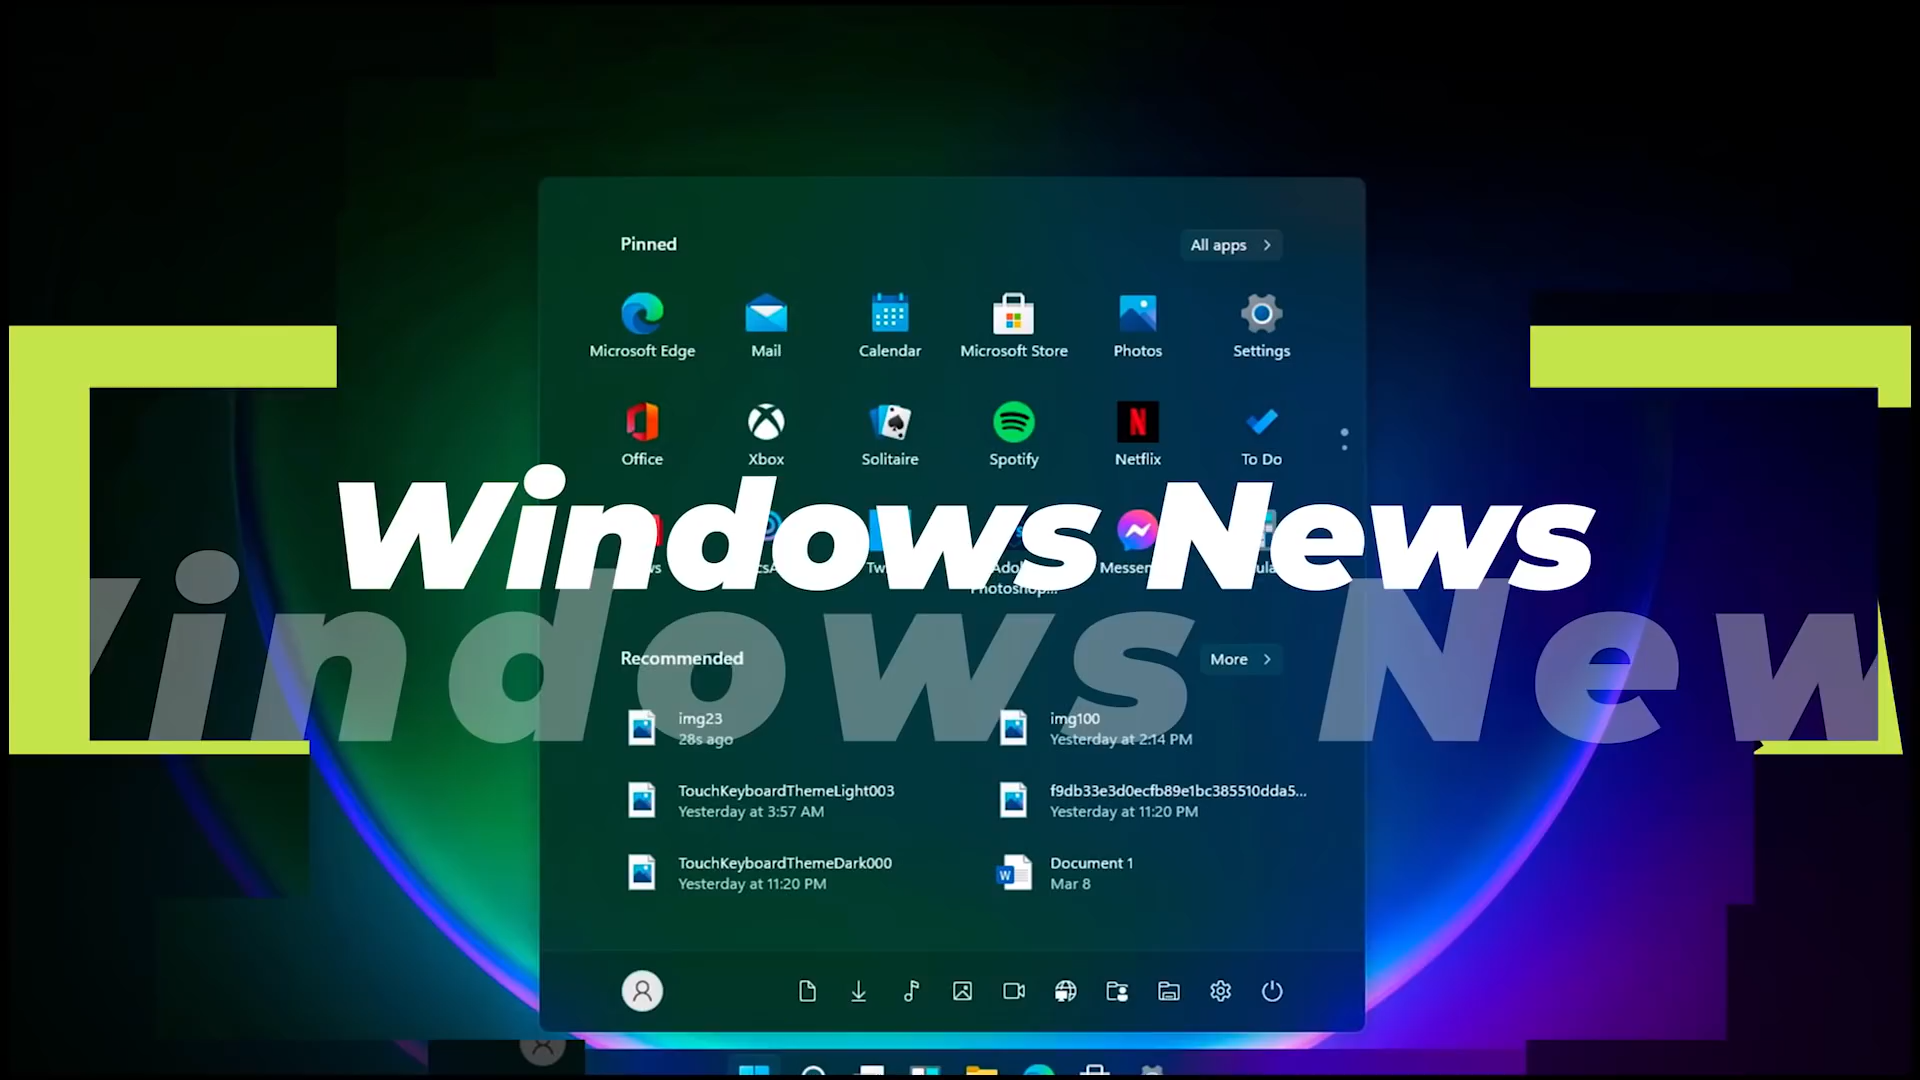 Pinned
All apps
Microsoft Edge
Mail
Calendar
Microsoft Store
Photos
Settings
Office
Xbox
Solitaire
Spotify
Netflix
To Do
Windows News
Windows New
Recommended
More
img23
28s ago
img100
Yesterday at 2:14 PM
TouchKeyboardThemeLight003
Yesterday at 3:57 AM
f9db33e3d0ecfb89e1bc385510dda5...
Yesterday at 11:20 PM
TouchKeyboardThemeDark000
Yesterday at 11:20 PM
Document 1
Mar 8